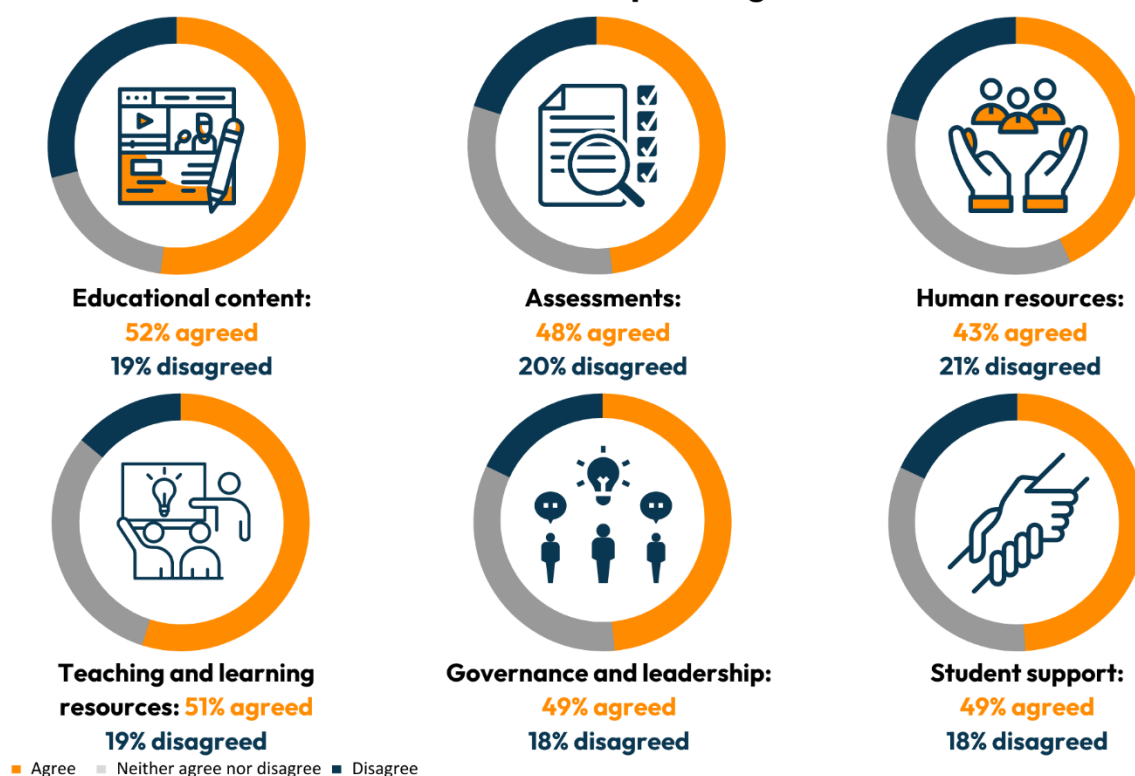 Educational content:
52% agreed
19% disagreed
Assessments:
48% agreed
20% disagreed
Human resources:
43% agreed
21% disagreed
Teaching and learning
resources: 51% agreed
19% disagreed
Governance and leadership:
49% agreed
18% disagreed
Student support:
49% agreed
18% disagreed
Agree Neither agree nor disagree Disagree